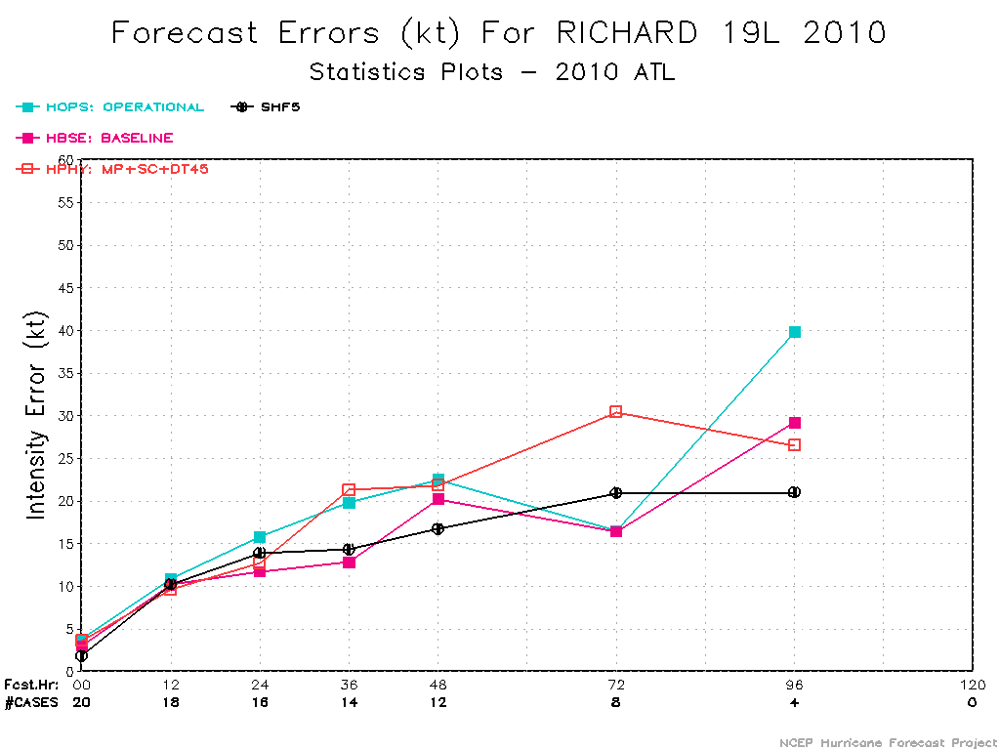 Forecast Errors (kt) For RICHARD 19L 2010
Statistics Plots - 2010 ATL
HOPS: OPERATIONAL SHF5
HBSE: BASELINE
HPHY: MP+SC+DT45
60
55
50
45
40
35
30
25
20
15
10
5
0
Intensity Error (kt)
Fcst.Hr: 00 12 24 36 48 72 96 120
#CASES 20 18 16 14 12 8 4 0
NCEP Hurricane Forecast Project